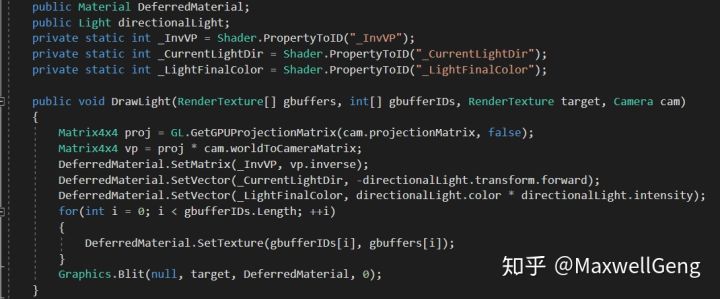 public Material DeferredMaterial;
public Light directionalLight;
private static int _InvVP = Shader.PropertyToID("_InvVP");
private static int _CurrentLightDir = Shader.PropertyToID("_CurrentLightDir");
private static int _LightFinalColor = Shader.PropertyToID("_LightFinalColor");
public void DrawLight(RenderTexture[] gbuffers, int[] gbufferIDs, RenderTexture target, Camera cam)
{
Matrix4x4 proj = GL.GetGPUProjectionMatrix(cam.projectionMatrix, false);
Matrix4x4 vp = proj * cam.worldToCameraMatrix;
DeferredMaterial.SetMatrix(_InvVP, vp.inverse);
DeferredMaterial.SetVector(_CurrentLightDir, -directionalLight.transform.forward);
DeferredMaterial.SetVector(_LightFinalColor, directionalLight.color * directionalLight.intensity);
for(int i = 0; i < gbufferIDs.Length; ++i)
{
DeferredMaterial.SetTexture(gbufferIDs[i], gbuffers[i]);
}
Graphics.Blit(null, target, DeferredMaterial, 0);
}
知乎 @MaxwellGeng